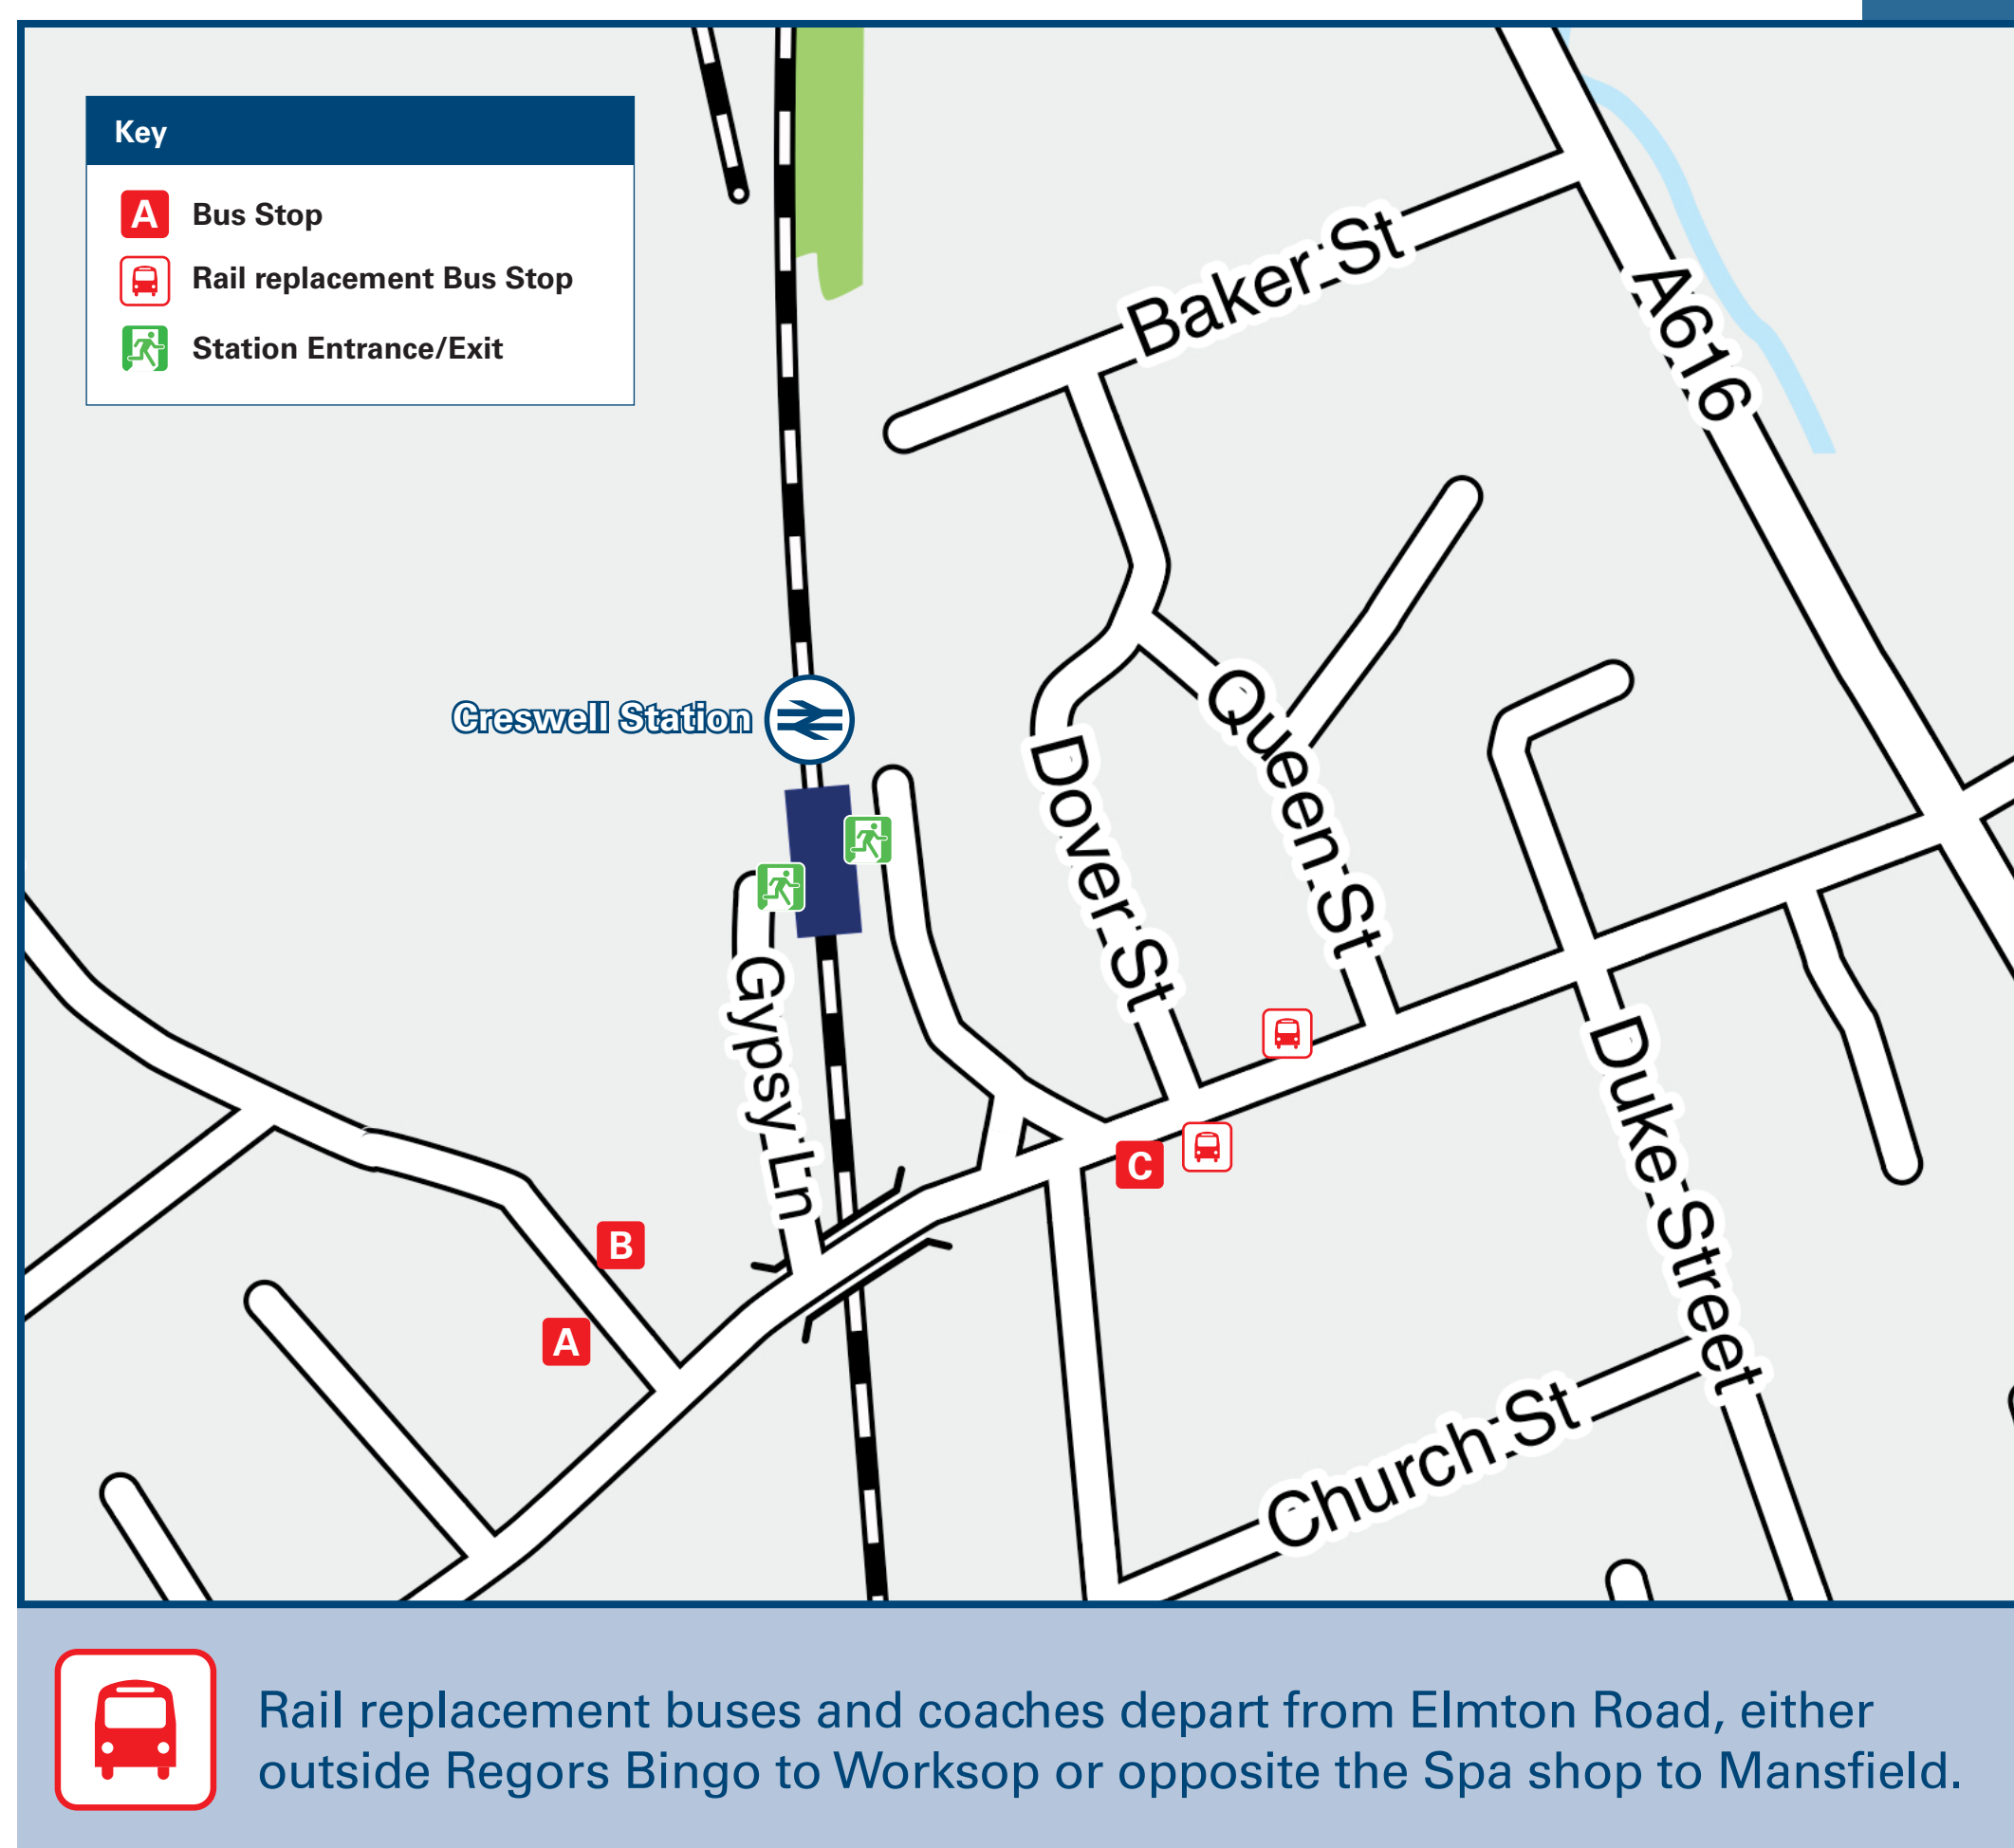 Key
A Bus Stop
Rail replacement Bus Stop
Station Entrance/Exit
Baker St
A616
Creswell Station
Queen St
Dover St
Gypsy Ln
Duke Street
C
B
A
Church St
Rail replacement buses and coaches depart from Elmton Road, either
outside Regors Bingo to Worksop or opposite the Spa shop to Mansfield.